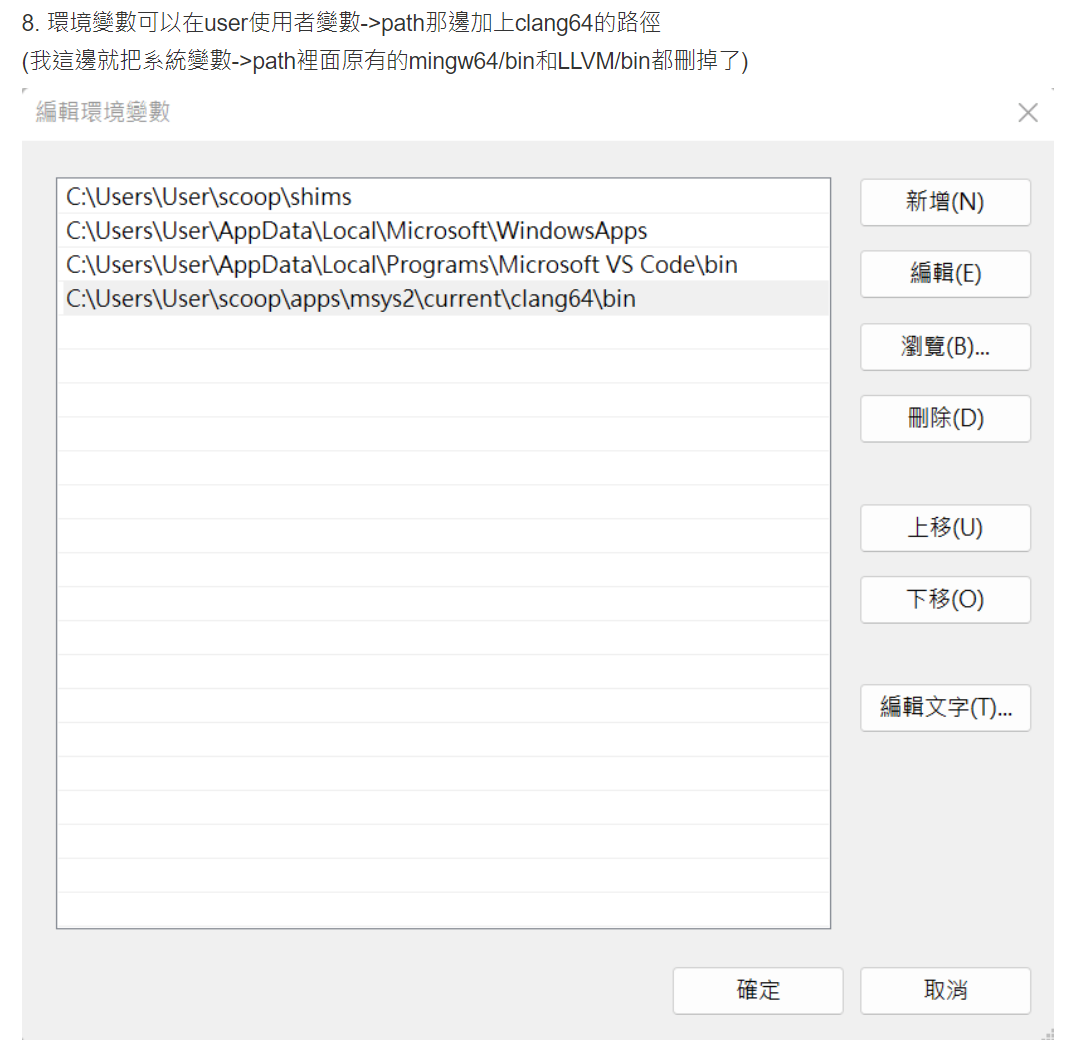 8. 環境變數可以在user使用者變數->path那邊加上clang64的路徑
(我這邊就把系統變數->path裡面原有的mingw64/bin和LLVM/bin都刪掉了)
編輯環境變數
C:\Users\User\scoop\shims
C:\Users\User\AppData\Local\Microsoft\WindowsApps
C:\Users\User\AppData\Local\Programs\Microsoft VS Code\bin
C:\Users\User\scoop\apps\msys2\current\clang64\bin
新增(N)
編輯(E)
瀏覽(B)...
刪除(D)
上移(U)
下移(O)
編輯文字(T)...
確定
取消